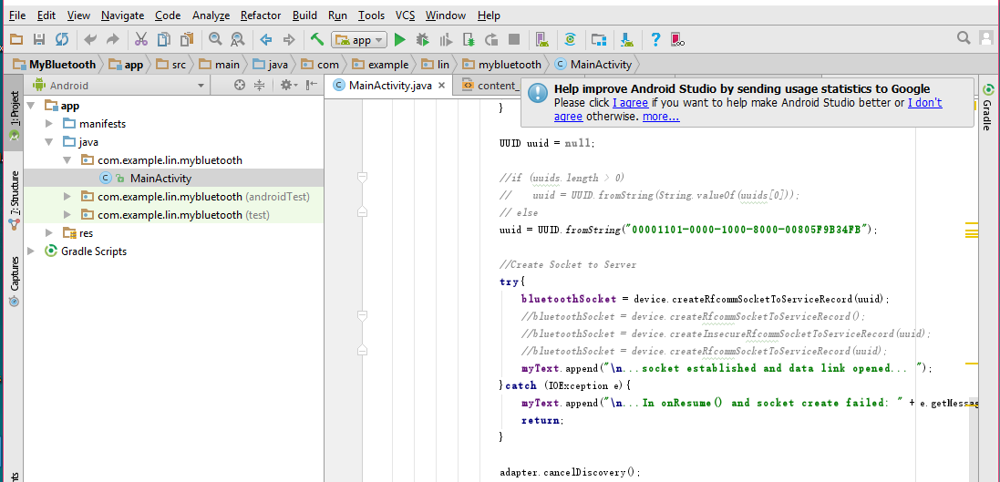 File Edit View Navigate Code Analyze Refactor Build Run Tools VCS Window Help
app
MyBluetooth app src main java com example lin mybluetooth MainActivity
Android
MainActivity.java content_
1: Project
7: Structure
Captures
Gradle
app
manifests
java
com.example.lin.mybluetooth
MainActivity
com.example.lin.mybluetooth (androidTest)
com.example.lin.mybluetooth (test)
res
Gradle Scripts
Help improve Android Studio by sending usage statistics to Google
Please click I agree if you want to help make Android Studio better or I don't
agree otherwise. more...
}
UUID uuid = null;
//if (uuids.length > 0)
//    uuid = UUID.fromString(String.valueOf(uuids[0]));
// else
uuid = UUID.fromString("00001101-0000-1000-8000-00805F9B34FB");
//Create Socket to Server
try{
bluetoothSocket = device.createRfcommSocketToServiceRecord(uuid);
//bluetoothSocket = device.createRfcommSocketToServiceRecord();
//bluetoothSocket = device.createInsecureRfcommSocketToServiceRecord(uuid);
//bluetoothSocket = device.createRfcommSocketToServiceRecord(uuid);
myText.append("\n...socket established and data link opened... ");
}catch (IOException e){
myText.append("\n...In onResume() and socket create failed: " + e.getMessag
return;
}
adapter.cancelDiscovery();